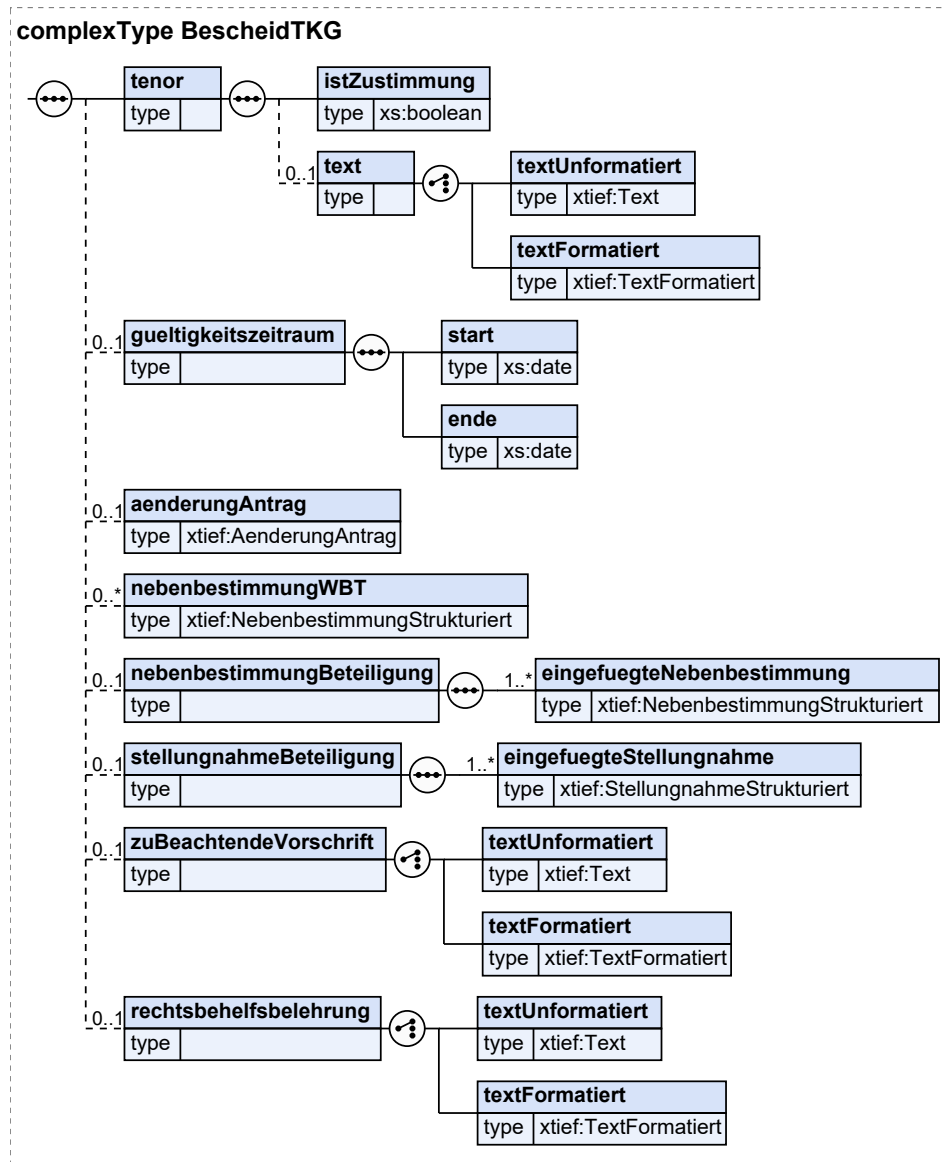 complexType BescheidTKG
tenor
type
istZustimmung
type xs:boolean
0..1
text
type
textUnformatiert
type xtief:Text
textFormatiert
type xtief:TextFormatiert
0..1
gueltigkeitszeitraum
type
start
type xs:date
ende
type xs:date
0..1
aenderungAntrag
type xtief:AenderungAntrag
0..*
nebenbestimmungWBT
type xtief:NebenbestimmungStrukturiert
0..1
nebenbestimmungBeteiligung
type
1..*
eingefuegteNebenbestimmung
type xtief:NebenbestimmungStrukturiert
0..1
stellungnahmeBeteiligung
type
1..*
eingefuegteStellungnahme
type xtief:StellungnahmeStrukturiert
0..1
zuBeachtendeVorschrift
type
textUnformatiert
type xtief:Text
textFormatiert
type xtief:TextFormatiert
0..1
rechtsbehelfsbelehrung
type
textUnformatiert
type xtief:Text
textFormatiert
type xtief:TextFormatiert